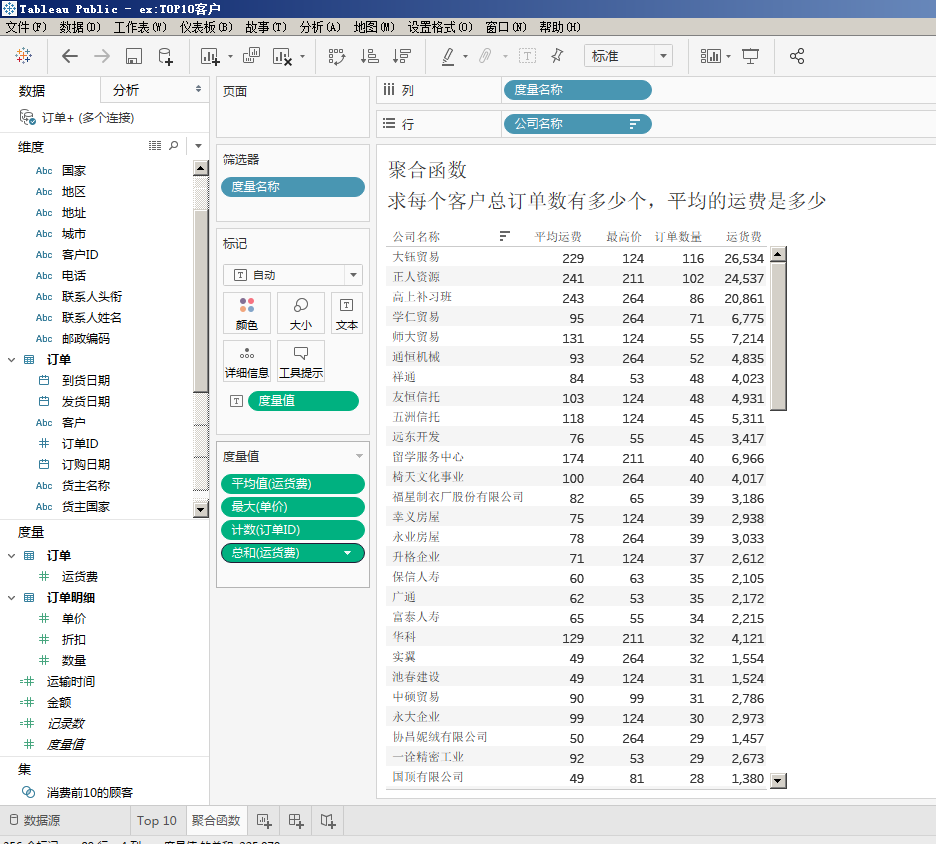 Tableau Public - ex:TOP10客户
文件(F) 数据(D) 工作表(W) 仪表板(B) 故事(T) 分析(A) 地图(M) 设置格式(O) 窗口(N) 帮助(H)
标准
数据 分析
订单+ (多个连接)
维度
Abc 国家
Abc 地区
Abc 地址
Abc 城市
Abc 客户ID
Abc 电话
Abc 联系人头衔
Abc 联系人姓名
Abc 邮政编码
订单
到货日期
发货日期
Abc 客户
订单ID
订购日期
Abc 货主名称
Abc 货主国家
度量
订单
运货费
订单明细
单价
折扣
数量
运输时间
金额
记录数
度量值
集
消费前10的顾客
页面
筛选器
度量名称
标记
自动
颜色 大小 文本
详细信息 工具提示
度量值
度量值
平均值(运货费)
最大(单价)
计数(订单ID)
总和(运货费)
列 度量名称
行 公司名称
聚合函数
求每个客户总订单数有多少个，平均的运费是多少
公司名称 平均运费 最高价 订单数量 运货费
大钰贸易 229 124 116 26,534
正人资源 241 211 102 24,537
高上补习班 243 264 86 20,861
学仁贸易 95 264 71 6,775
师大贸易 131 124 55 7,214
通恒机械 93 264 52 4,835
祥通 84 53 48 4,023
友恒信托 103 124 48 4,931
五洲信托 118 124 45 5,311
远东开发 76 55 45 3,417
留学服务中心 174 211 40 6,966
椅天文化事业 100 264 40 4,017
福星制衣厂股份有限公司 82 65 39 3,186
幸义房屋 75 124 39 2,938
永业房屋 78 264 39 3,033
升格企业 71 124 37 2,612
保信人寿 60 63 35 2,105
广通 62 53 35 2,172
富泰人寿 65 55 34 2,215
华科 129 211 32 4,121
实翼 49 264 32 1,554
池春建设 49 124 31 1,524
中硕贸易 90 99 31 2,786
永大企业 99 124 30 2,973
协昌妮绒有限公司 50 264 29 1,457
一诠精密工业 92 53 29 2,673
国顶有限公司 49 81 28 1,380
数据源 Top 10 聚合函数